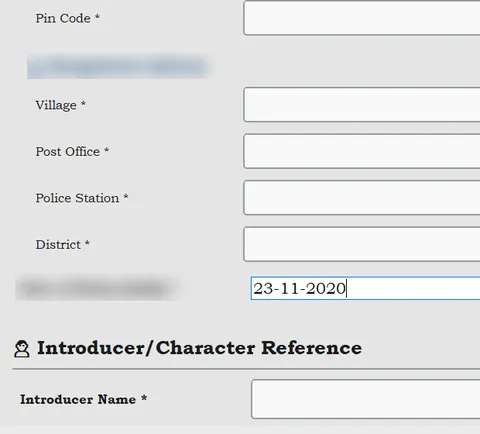 Pin Code *
Village *
Post Office *
Police Station *
District *
23-11-2020
Introducer/Character Reference
Introducer Name *